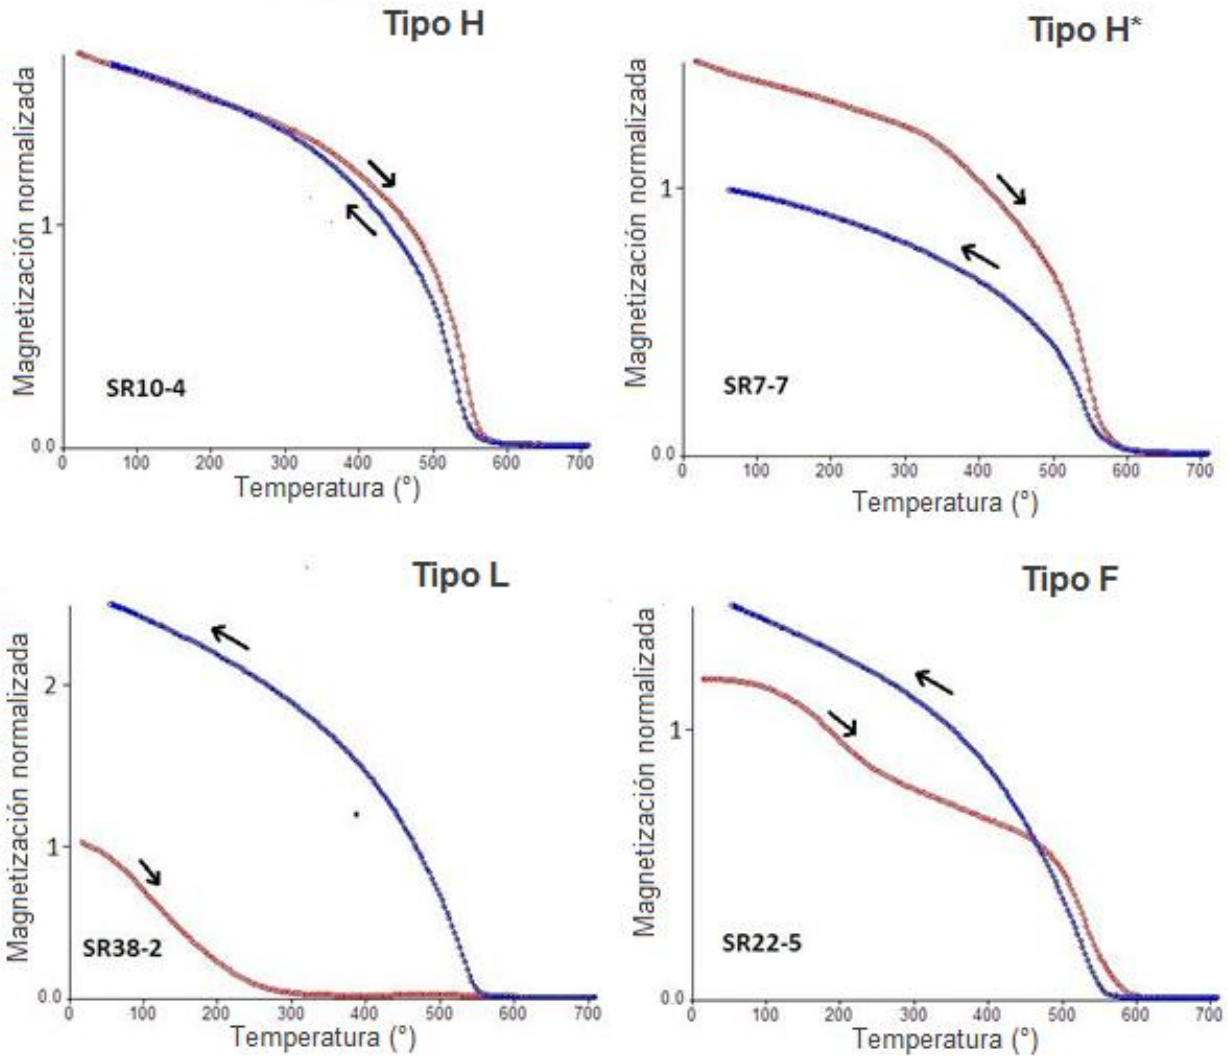 Tipo H
Magnetización normalizada
1
0.0
SR10-4
0 100 200 300 400 500 600 700
Temperatura (°)
Tipo H*
Magnetización normalizada
1
0.0
SR7-7
0 100 200 300 400 500 600 700
Temperatura (°)
Tipo L
Magnetización normalizada
2
1
0.0
SR38-2
0 100 200 300 400 500 600 700
Temperatura (°)
Tipo F
Magnetización normalizada
1
0.0
SR22-5
0 100 200 300 400 500 600 700
Temperatura (°)